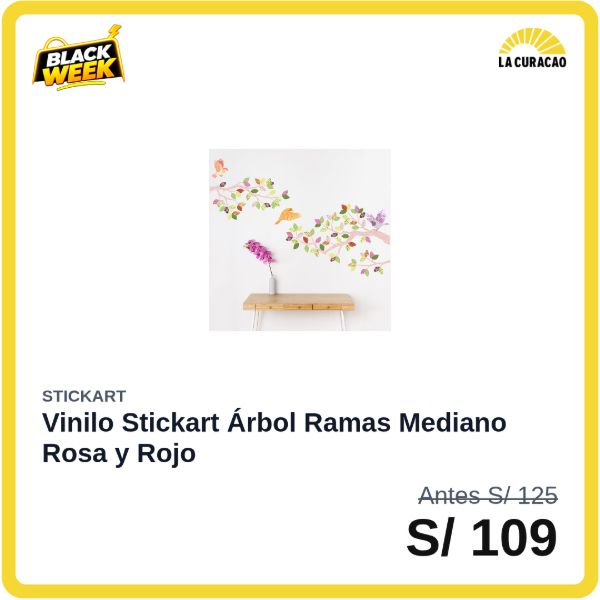 BLACK
WEEK
LA CURACAO
STICKART
Vinilo Stickart Árbol Ramas Mediano
Rosa y Rojo
Antes S/ 125
S/ 109